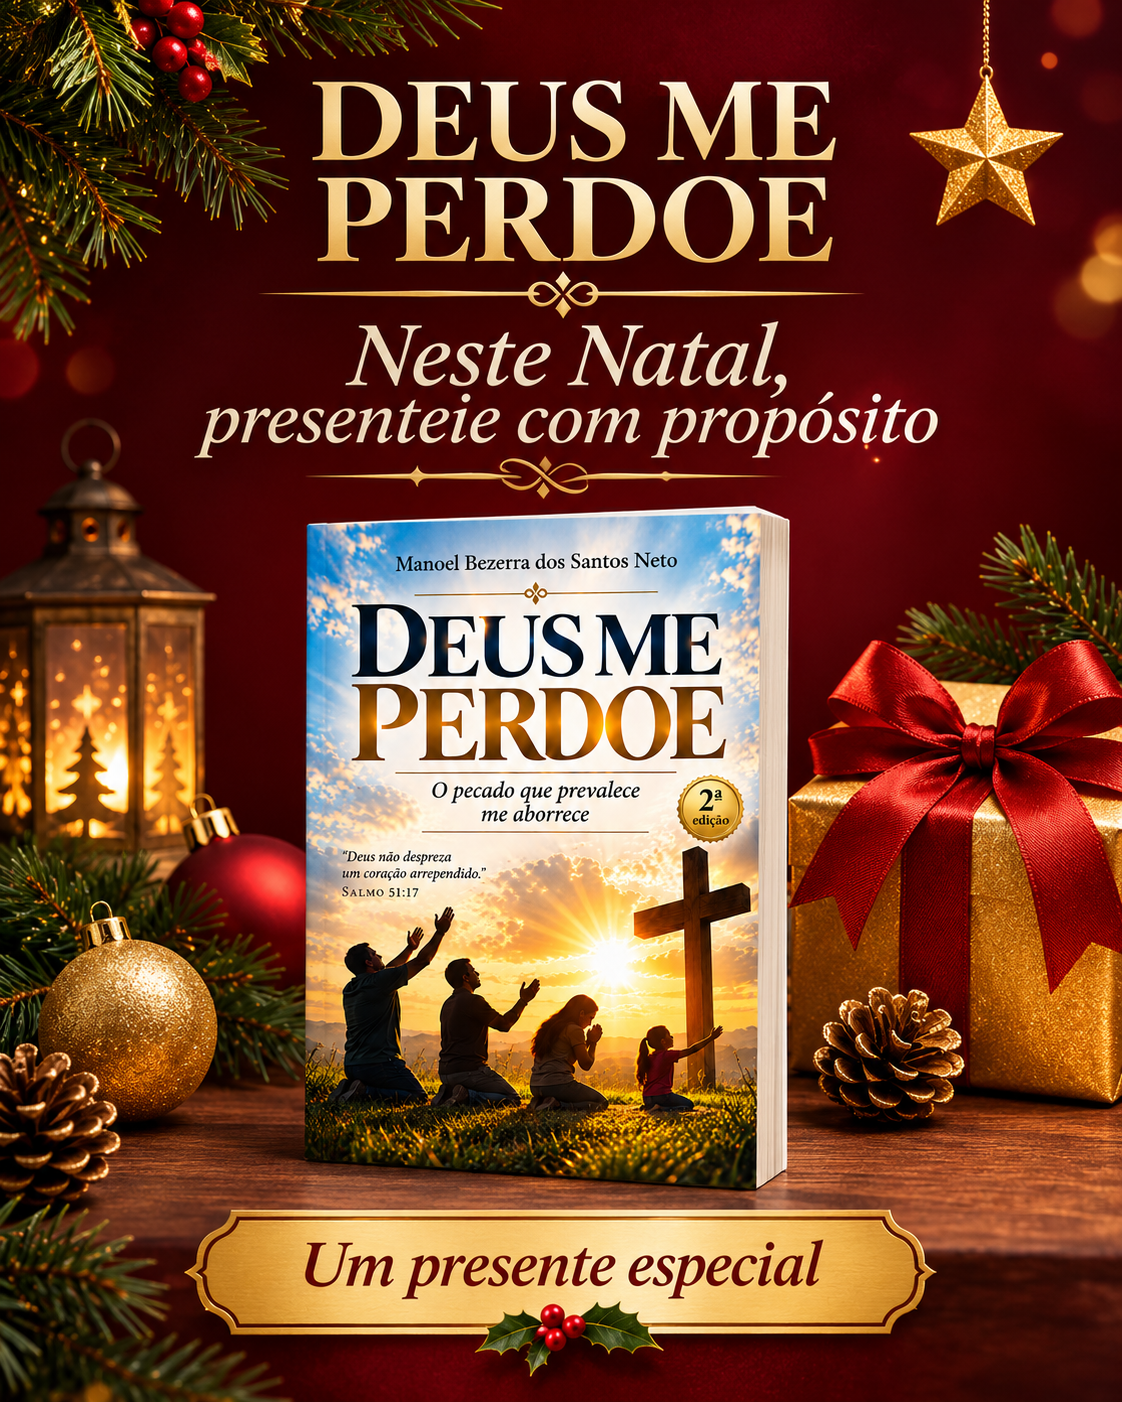 DEUS ME
PERDOE
Neste Natal,
presenteie com propósito
Manoel Bezerra dos Santos Neto
DEUS ME
PERDOE
O pecado que prevalece
me aborrece
2ª
edição
"Deus não despreza
um coração arrependido."
SALMO 51:17
Um presente especial